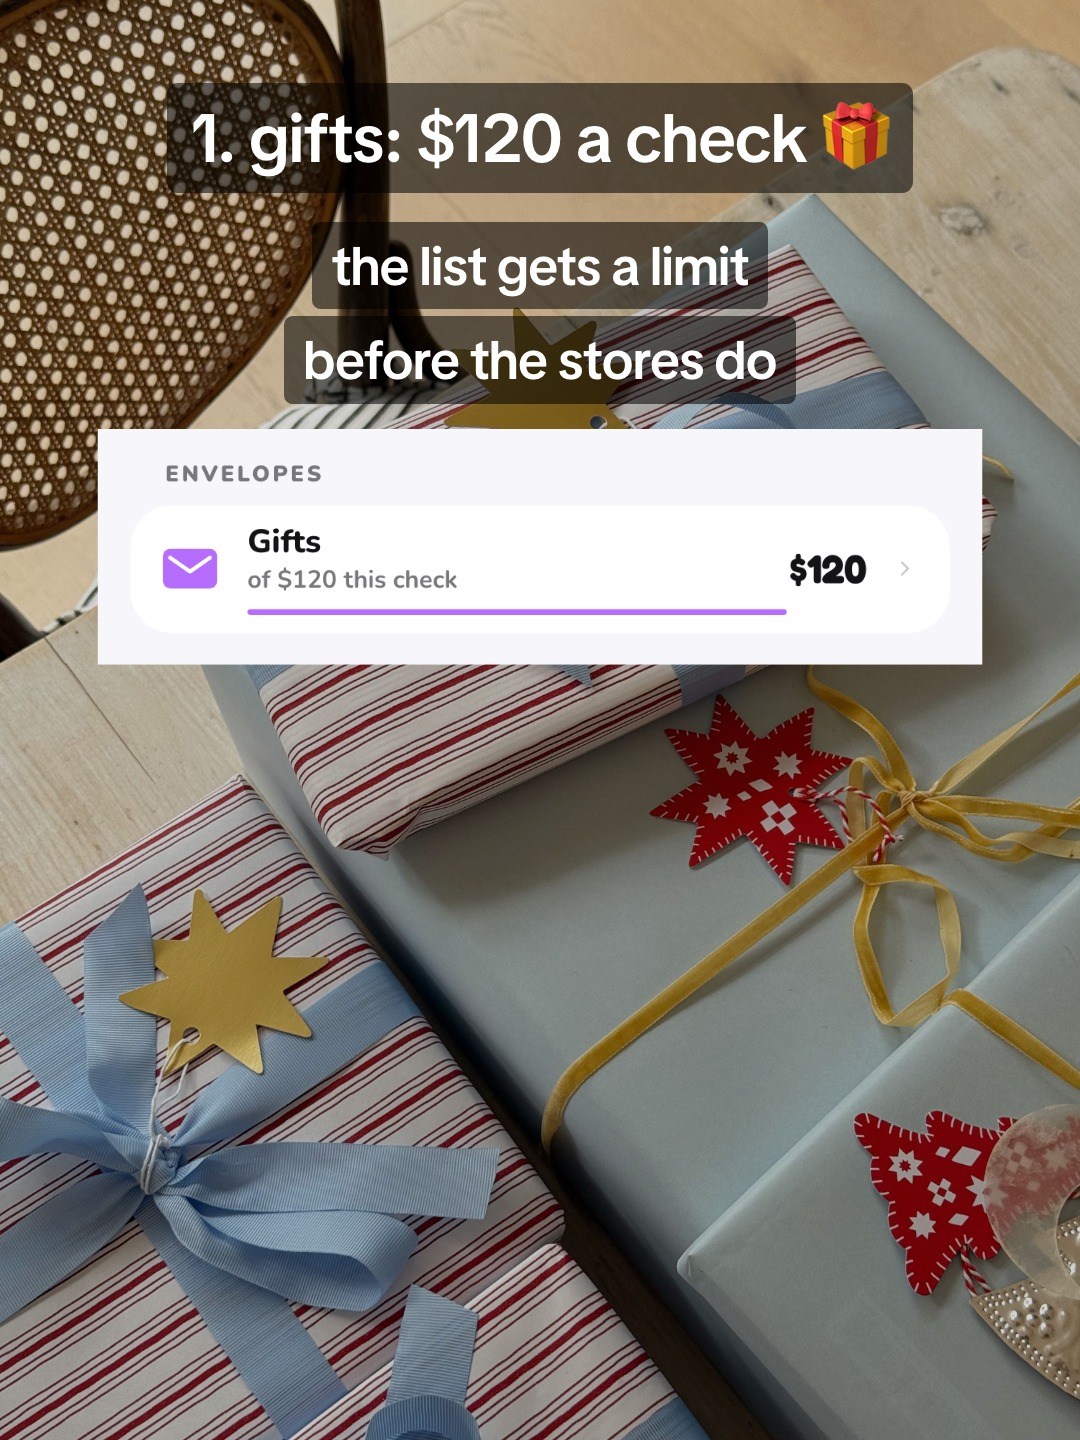 1. gifts: $120 a check 🎁
the list gets a limit
before the stores do
ENVELOPES
Gifts
of $120 this check
$120